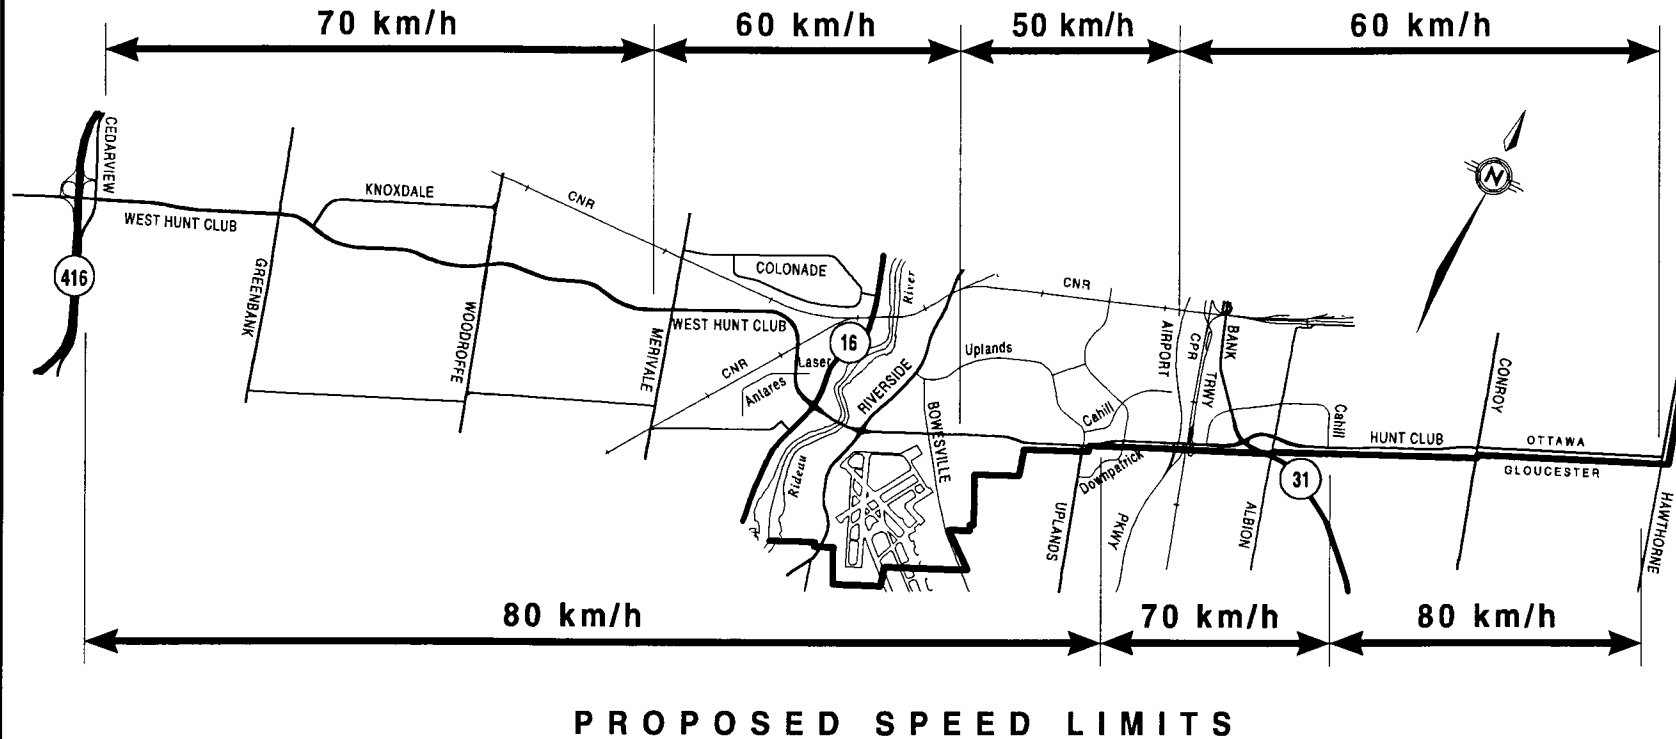 70 km/h
60 km/h
50 km/h
60 km/h
CEDARVIEW
KNOXDALE
CNR
WEST HUNT CLUB
416
GREENBANK
WOODROFFE
COLONADE
River
CNR
MERIVALE
WEST HUNT CLUB
16
CNR
Laser
Antares
RIVERSIDE
Uplands
AIRPORT
CPR
TRWY
BANK
CONROY
BOWESVILLE
Cahill
Cahill
HUNT CLUB
OTTAWA
GLOUCESTER
Rideau
Downpatrick
31
UPLANDS
PKWY
ALBION
HAWTHORNE
N
80 km/h
70 km/h
80 km/h
PROPOSED SPEED LIMITS